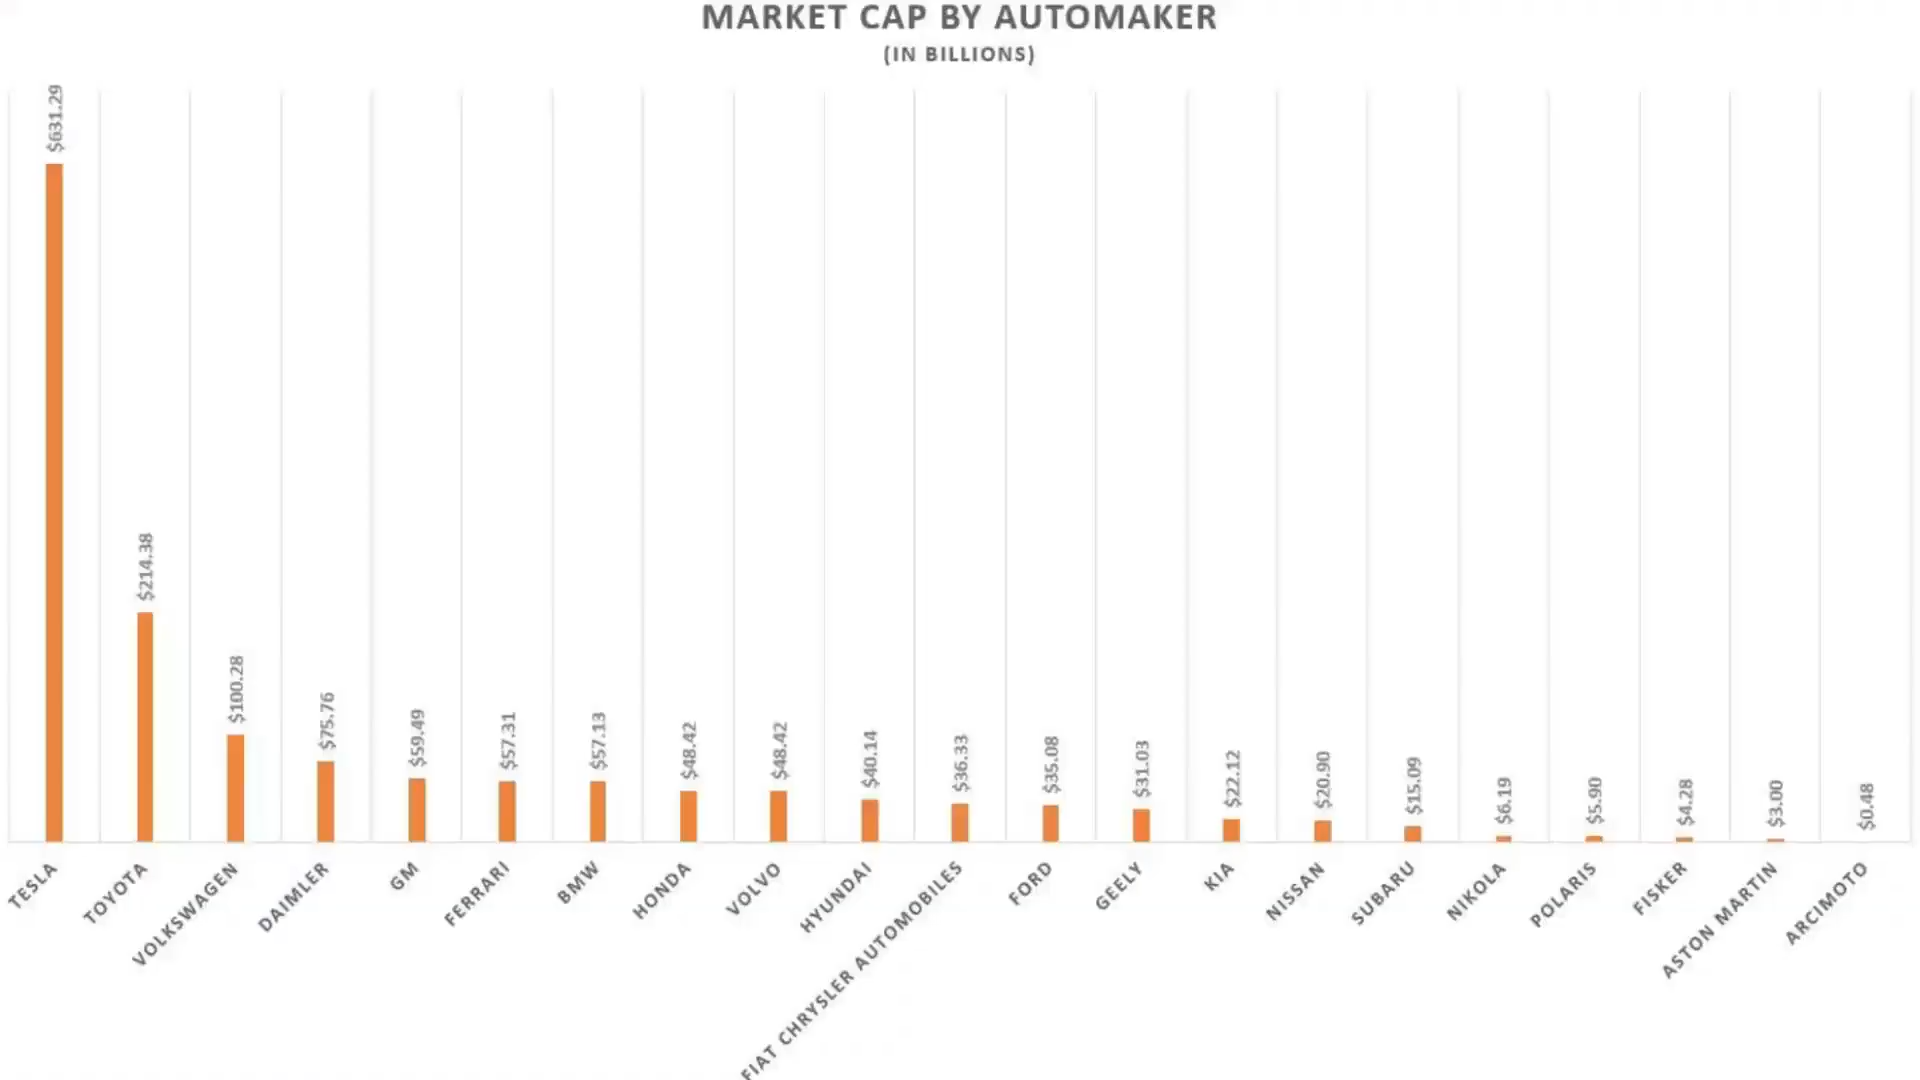 MARKET CAP BY AUTOMAKER
(IN BILLIONS)
$631.29
$214.38
$100.28
$75.76
$59.49
$57.31
$57.13
$48.42
$48.42
$40.14
$36.33
$35.08
$31.03
$22.12
$20.90
$15.09
$6.19
$5.90
$4.28
$3.00
$0.48
TESLA
TOYOTA
VOLKSWAGEN
DAIMLER
GM
FERRARI
BMW
HONDA
VOLVO
HYUNDAI
FIAT CHRYSLER AUTOMOBILES
FORD
GEELY
KIA
NISSAN
SUBARU
NIKOLA
POLARIS
FISKER
ASTON MARTIN
ARCIMOTO